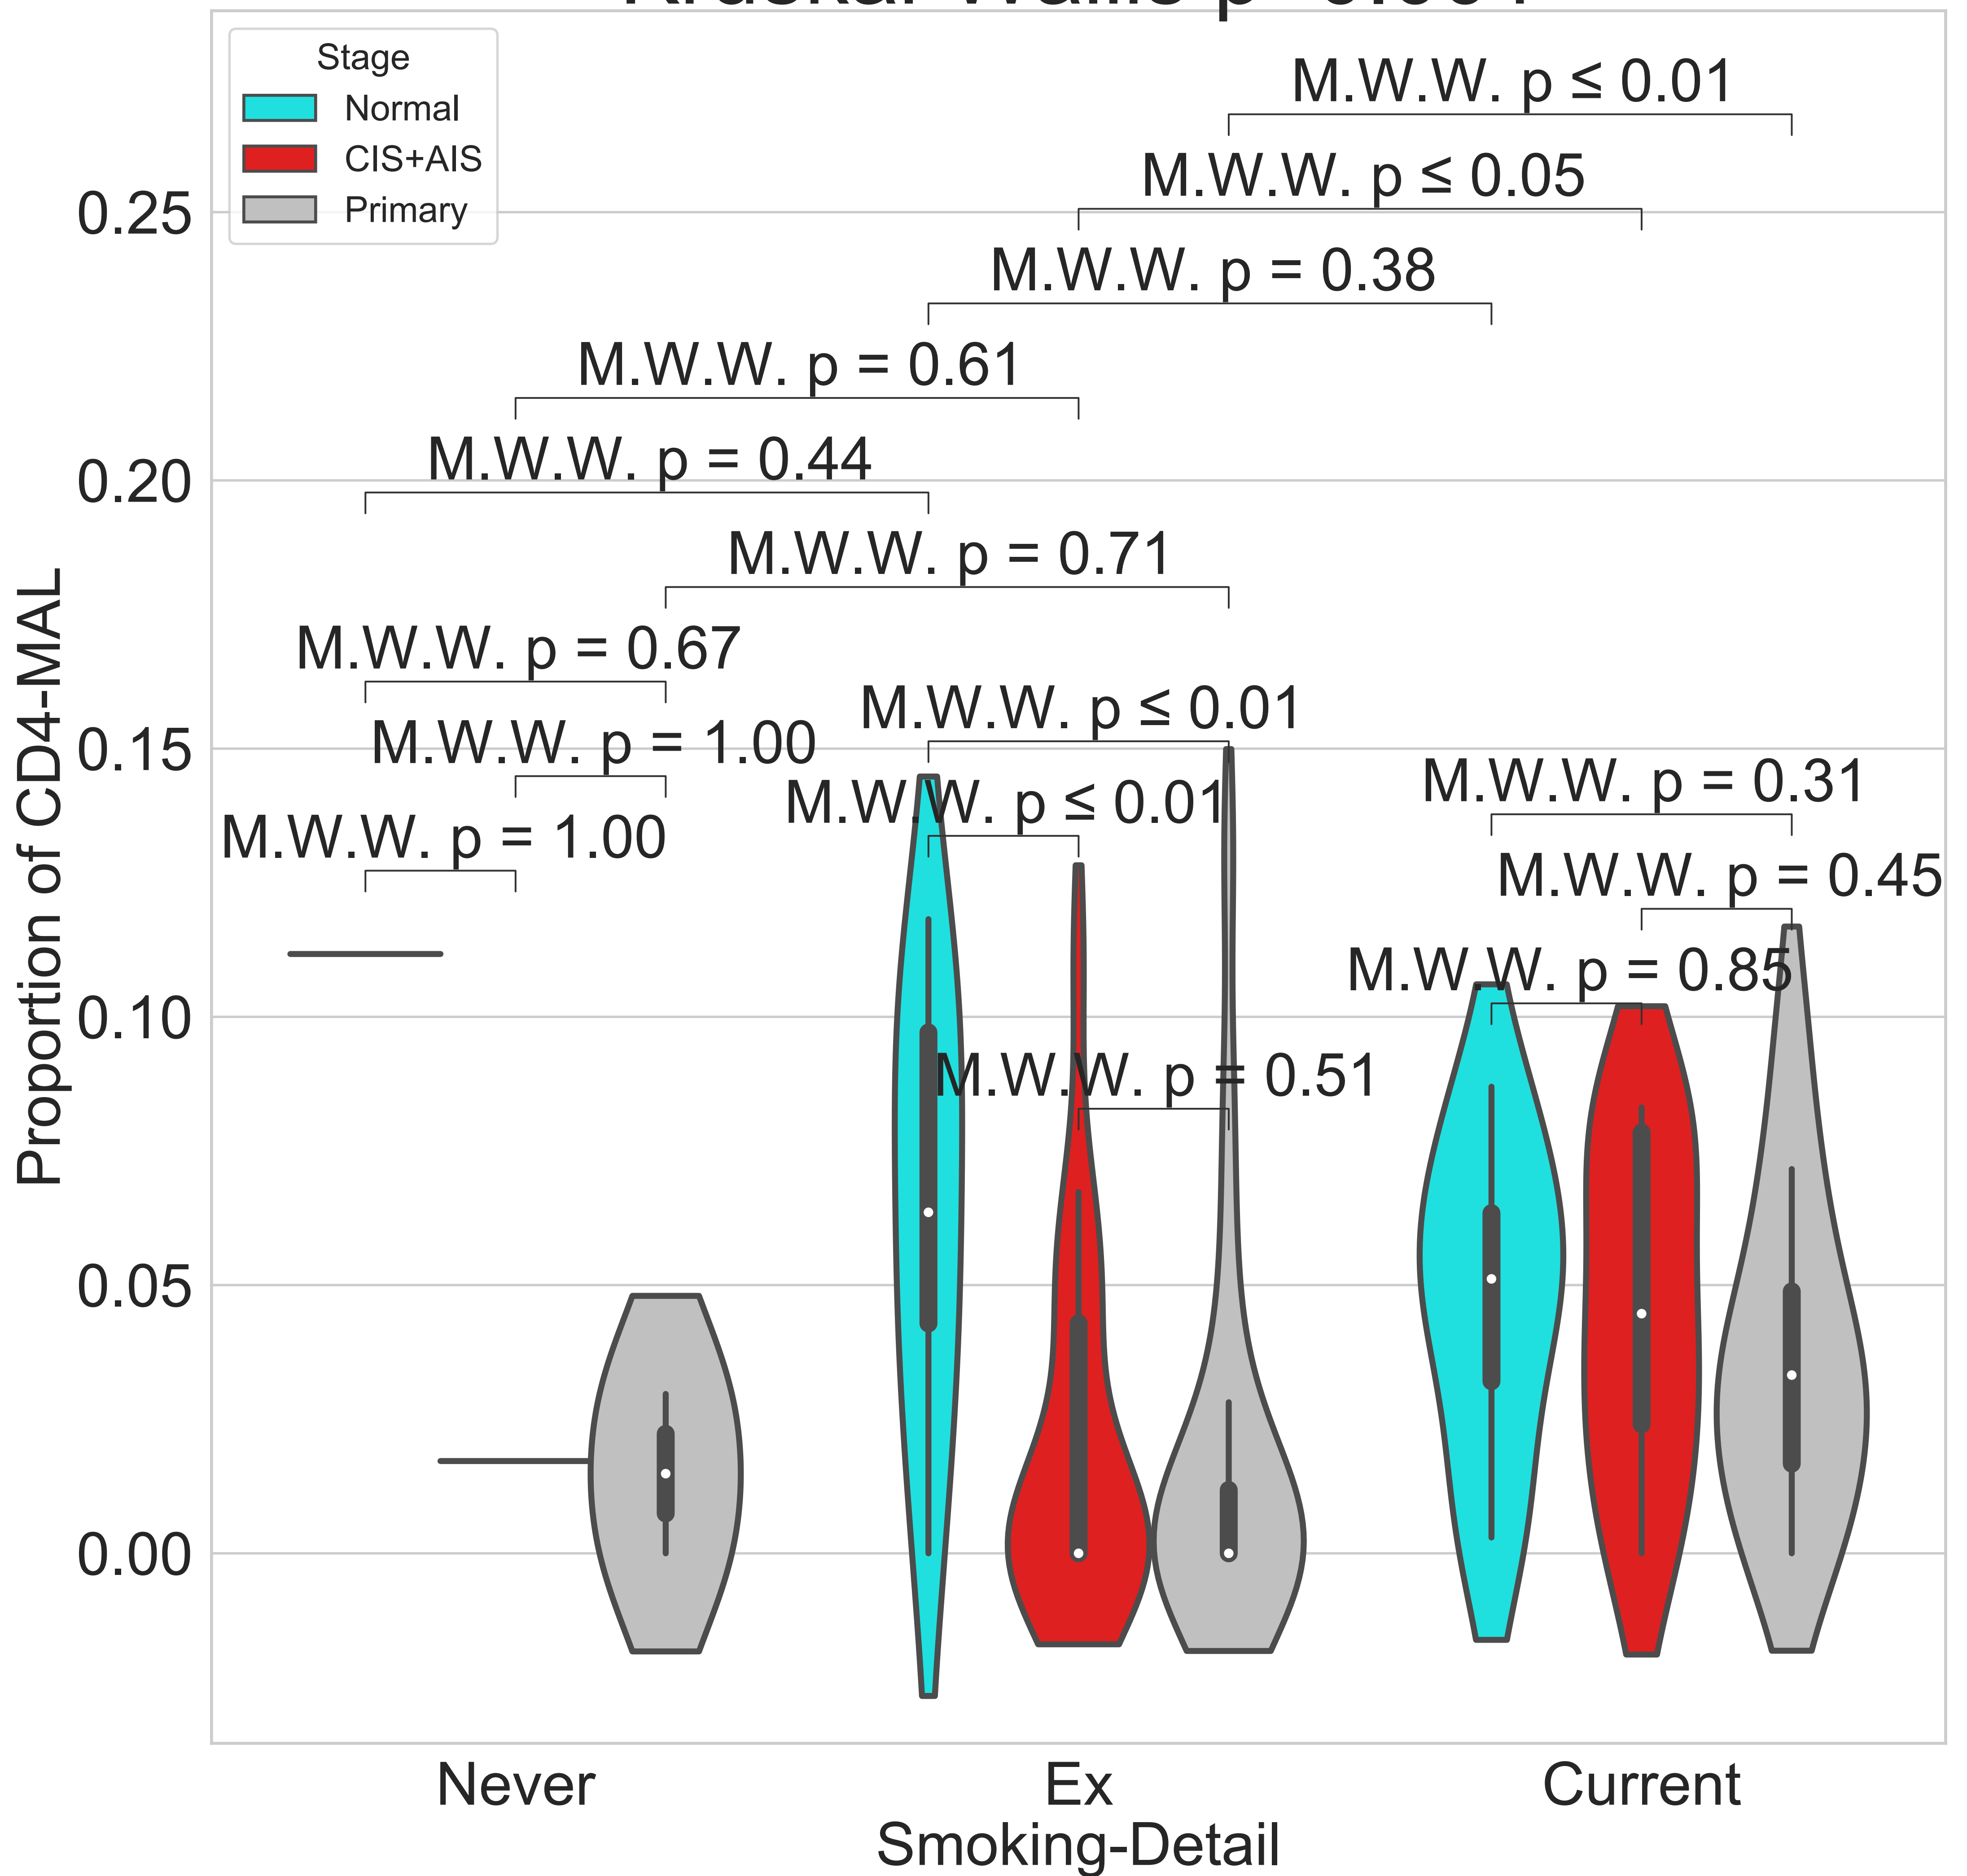 Stage
Normal
CIS+AIS
Primary
M.W.W. p ≤ 0.01
M.W.W. p ≤ 0.05
M.W.W. p = 0.38
M.W.W. p = 0.61
M.W.W. p = 0.44
M.W.W. p = 0.71
M.W.W. p = 0.67
M.W.W. p ≤ 0.01
M.W.W. p = 1.00
M.W.W. p ≤ 0.01
M.W.W. p = 0.31
M.W.W. p = 1.00
M.W.W. p = 0.45
M.W.W. p = 0.85
M.W.W. p = 0.51
0.25
0.20
0.15
0.10
0.05
0.00
Proportion of CD4-MAL
Never
Ex
Current
Smoking-Detail